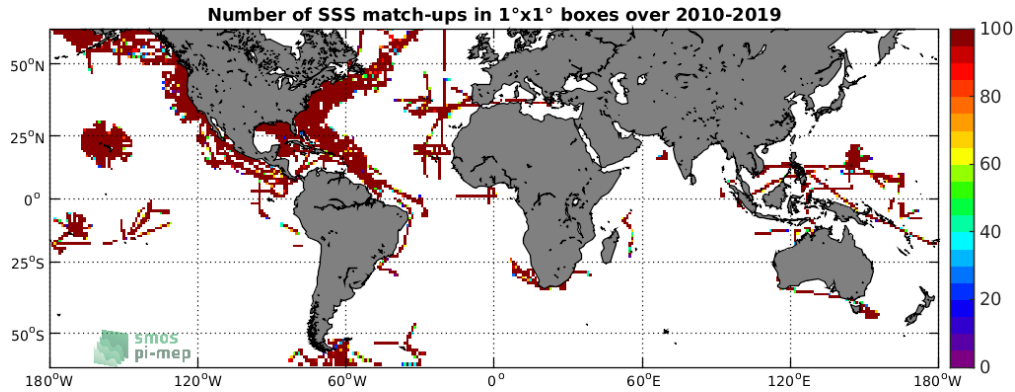 Number of SSS match-ups in 1°x1° boxes over 2010-2019
50°N
25°N
0°
25°S
50°S
180°W
120°W
60°W
0°
60°E
120°E
180°W
100
80
60
40
20
0
smos
pi-mep